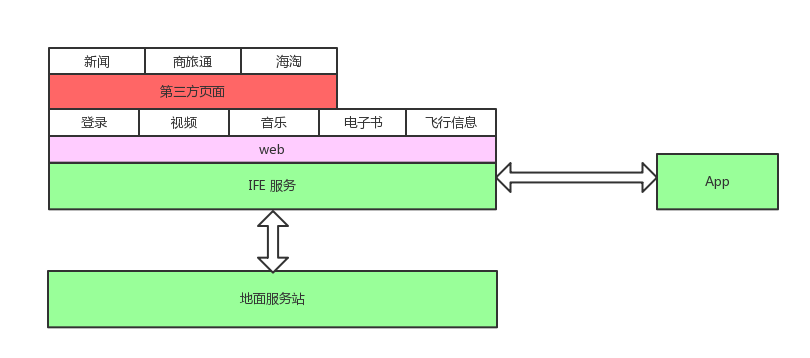 新闻 商旅通 海淘
第三方页面
登录 视频 音乐 电子书 飞行信息
web
IFE 服务
App
地面服务站